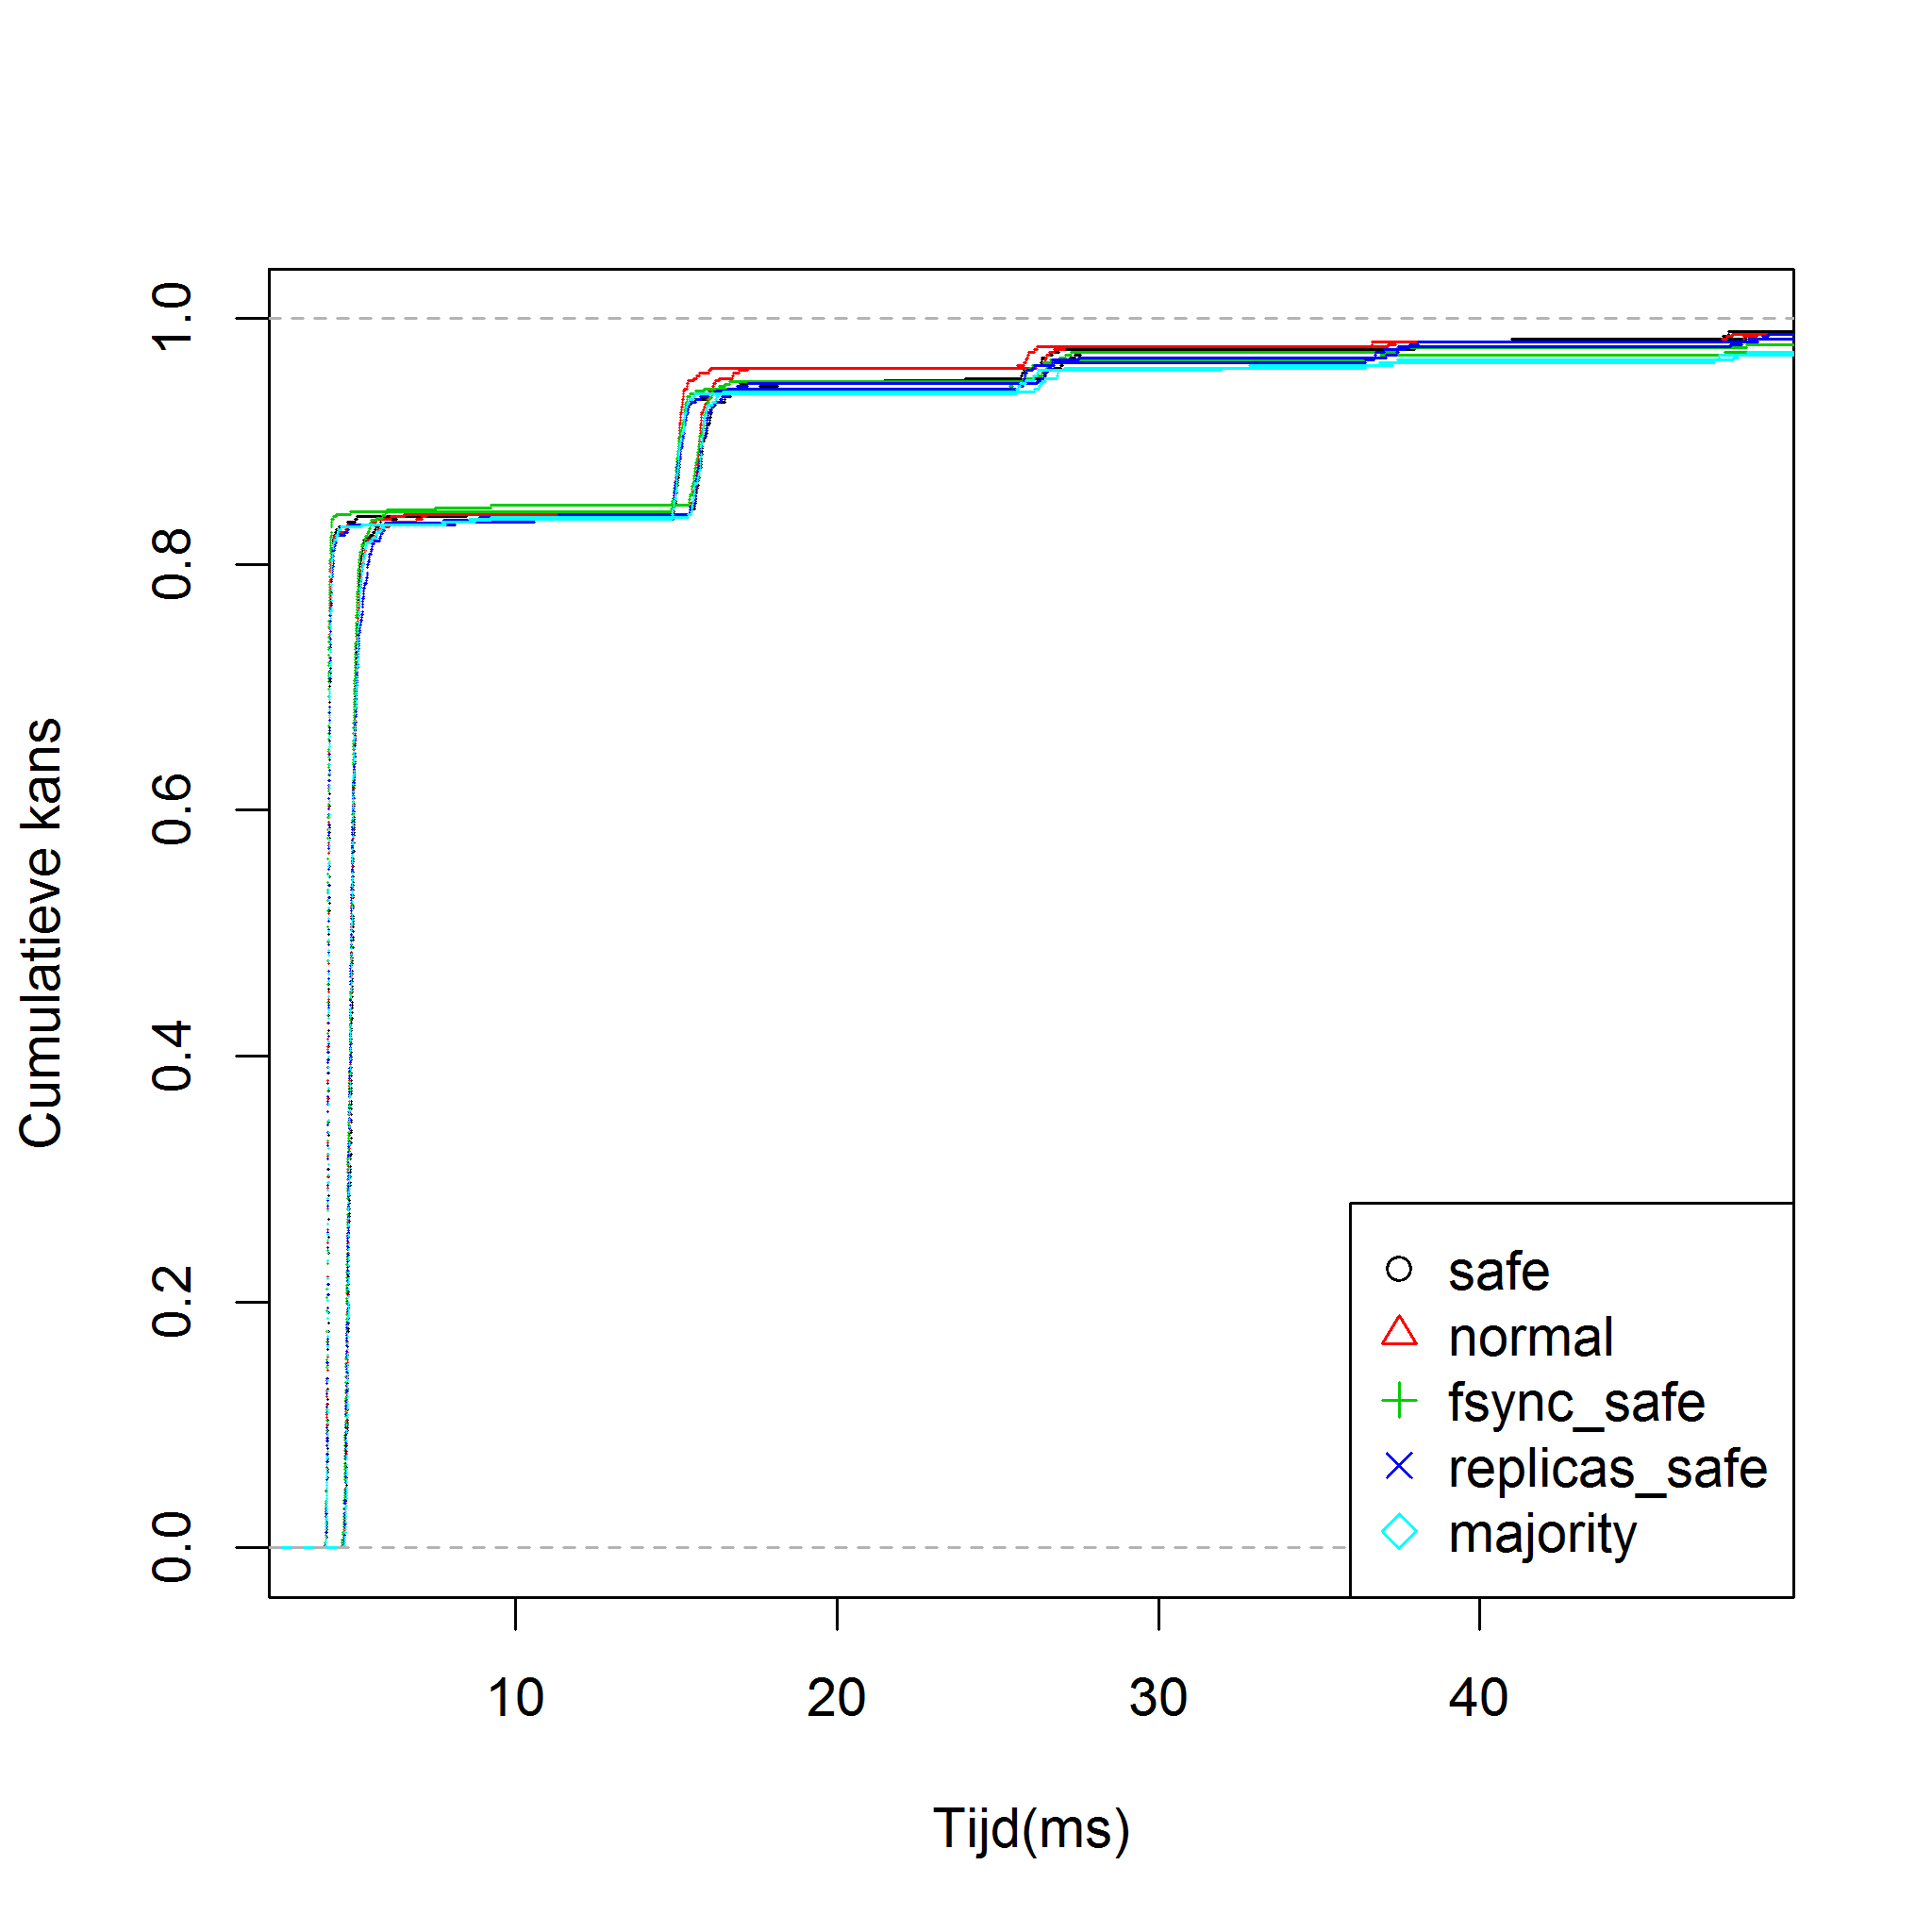 Cumulatieve kans
1.0
0.8
0.6
0.4
0.2
0.0
safe
normal
fsync_safe
replicas_safe
majority
10 20 30 40
Tijd(ms)